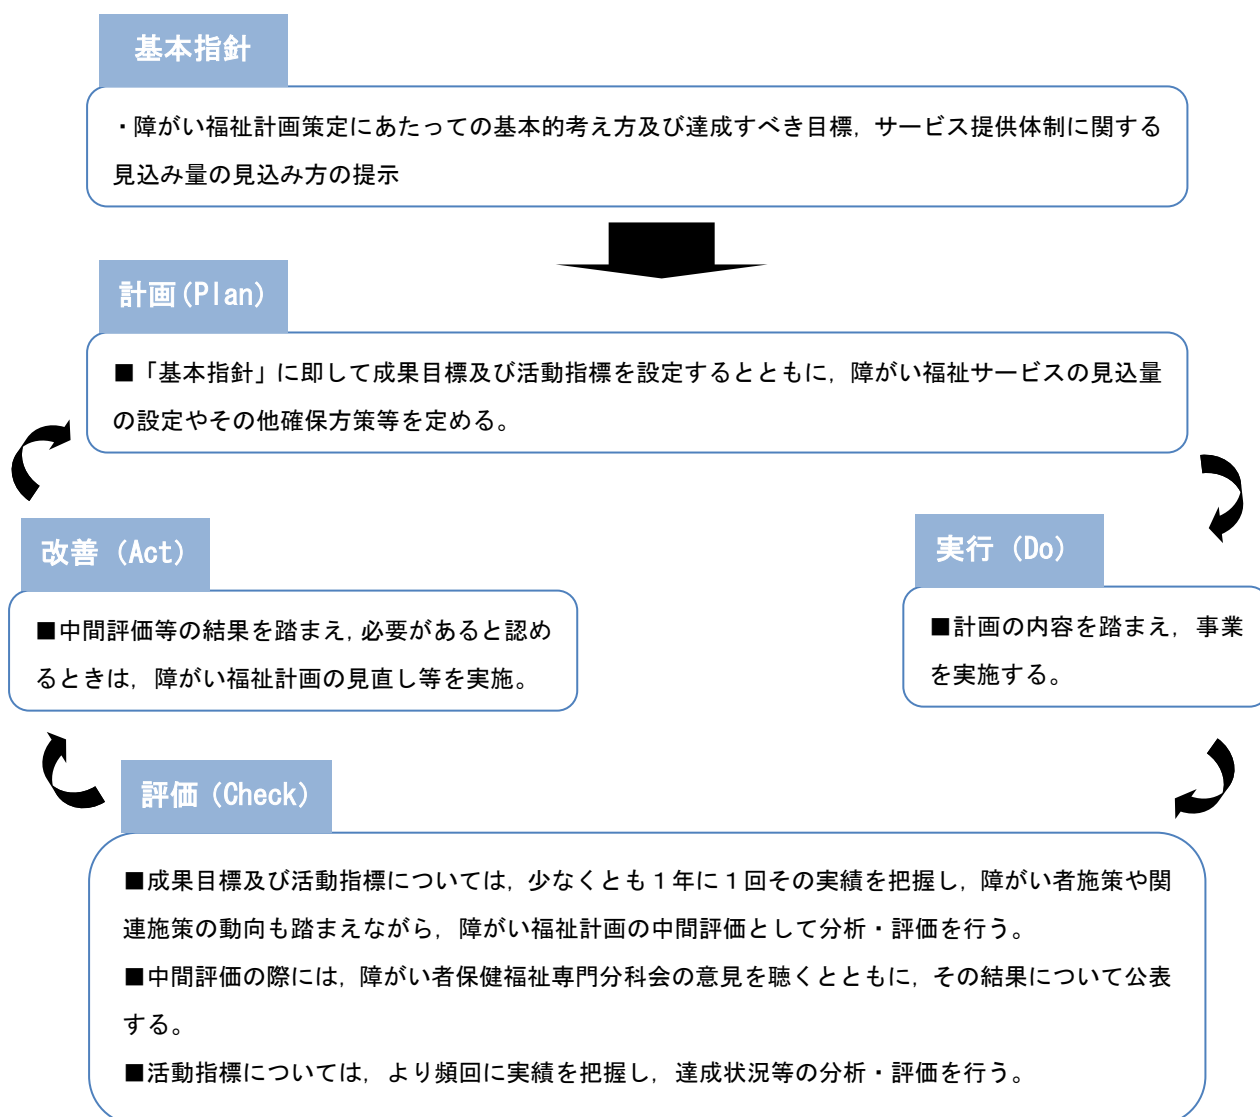 基本指針
・障がい福祉計画策定にあたっての基本的考え方及び達成すべき目標，サービス提供体制に関する
見込み量の見込み方の提示
計画(Plan)
■「基本指針」に即して成果目標及び活動指標を設定するとともに，障がい福祉サービスの見込量
の設定やその他確保方策等を定める。
改善（Act）
■中間評価等の結果を踏まえ，必要があると認め
るときは，障がい福祉計画の見直し等を実施。
実行（Do）
■計画の内容を踏まえ，事業
を実施する。
評価（Check）
■成果目標及び活動指標については，少なくとも１年に１回その実績を把握し，障がい者施策や関
連施策の動向も踏まえながら，障がい福祉計画の中間評価として分析・評価を行う。
■中間評価の際には，障がい者保健福祉専門分科会の意見を聴くとともに，その結果について公表
する。
■活動指標については，より頻回に実績を把握し，達成状況等の分析・評価を行う。